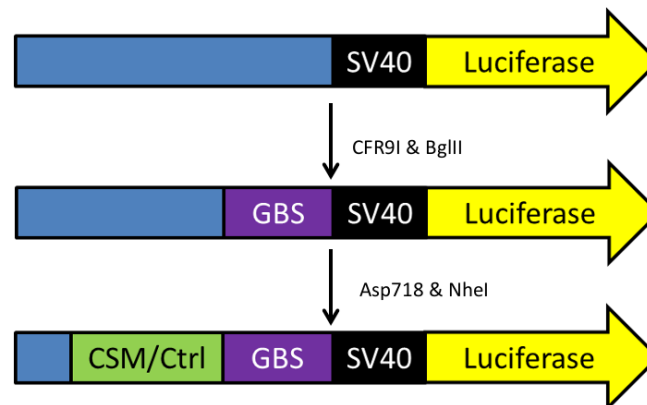 SV40 Luciferase
CFR9I & BglII
GBS SV40 Luciferase
Asp718 & NheI
CSM/Ctrl GBS SV40 Luciferase